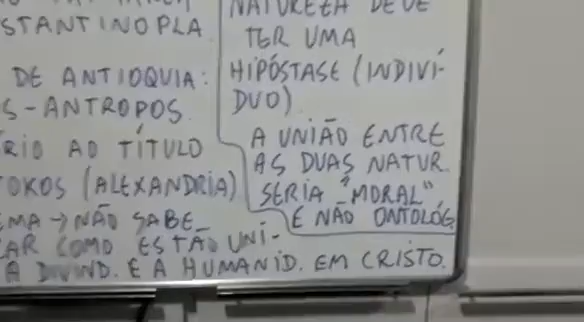 STANTINOPLA.
DE ANTIOQUIA:
S-ANTROPOS.
RIO AO TÍTULO
TOKOS (ALEXANDRIA)
EMA → NÃO SABE
CAR COMO ESTÃO UNI-
A DIVIND. E A HUMANID. EM CRISTO.
NATUREZA DEVE
TER UMA
HIPÓSTASE (INDIVÍ-
DUO)
A UNIÃO ENTRE
AS DUAS NATUR.
SERIA "MORAL"
E NÃO ONTOLÓG.